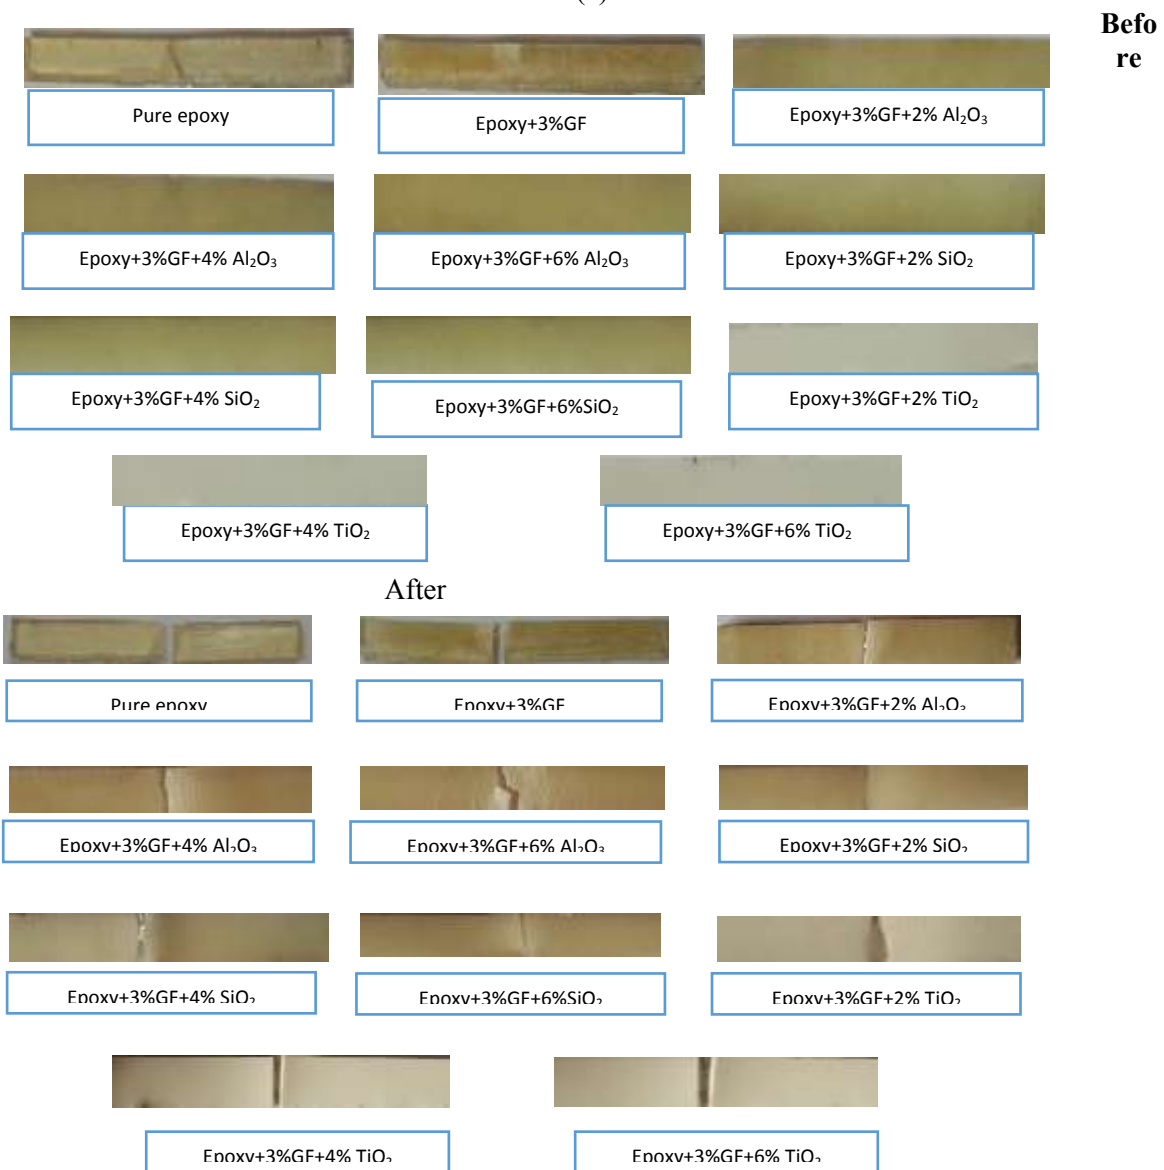 Befo
re
Pure epoxy
Epoxy+3%GF
Epoxy+3%GF+2% Al₂O₃
Epoxy+3%GF+4% Al₂O₃
Epoxy+3%GF+6% Al₂O₃
Epoxy+3%GF+2% SiO₂
Epoxy+3%GF+4% SiO₂
Epoxy+3%GF+6%SiO₂
Epoxy+3%GF+2% TiO₂
Epoxy+3%GF+4% TiO₂
Epoxy+3%GF+6% TiO₂
After
Pure epoxy
Epoxy+3%GF
Epoxy+3%GF+2% Al₂O₃
Epoxy+3%GF+4% Al₂O₃
Epoxy+3%GF+6% Al₂O₃
Epoxy+3%GF+2% SiO₂
Epoxy+3%GF+4% SiO₂
Epoxy+3%GF+6%SiO₂
Epoxy+3%GF+2% TiO₂
Epoxy+3%GF+4% TiO₂
Epoxy+3%GF+6% TiO₂